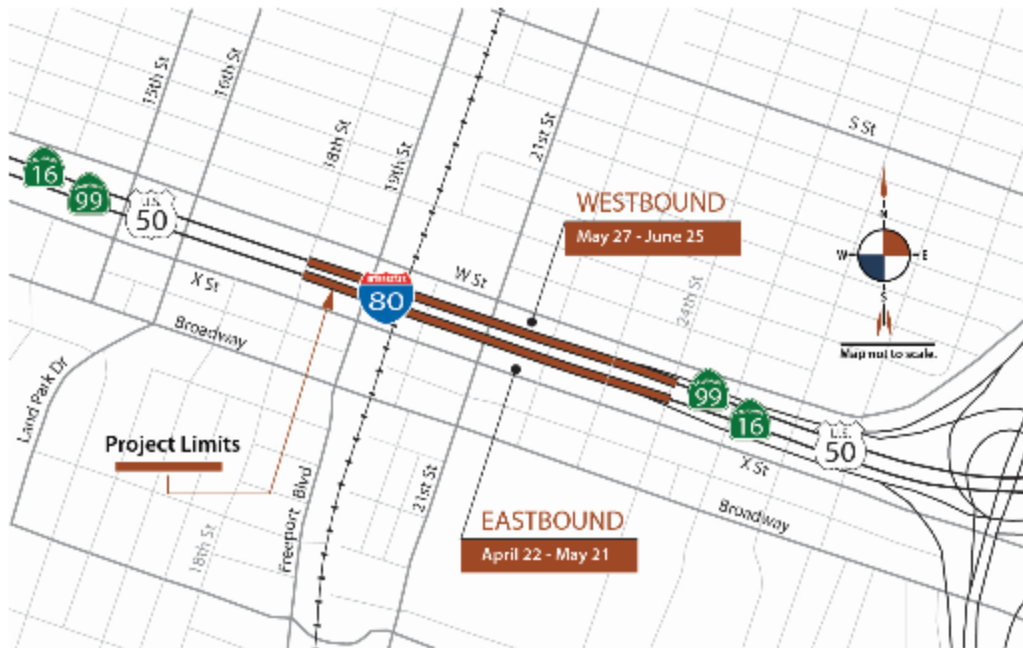 15th St
16th St
18th St
19th St
21st St
S St
16
99
U.S.
50
WESTBOUND
May 27 - June 25
N
W
E
S
Map not to scale.
W St
24th St
80
X St
Broadway
Land Park Dr
99
16
U.S.
50
Project Limits
X St
Broadway
Freeport Blvd
21st St
18th St
EASTBOUND
April 22 - May 21